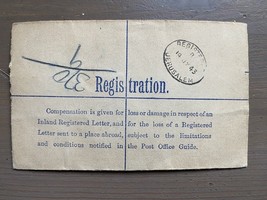 REGISTERED
JERUSALEM
Registration.
Compensation is given for loss or damage in respect of an
Inland Registered Letter, and for the loss of a Registered
Letter sent to a place abroad, subject to the limitations
and conditions notified in the Post Office Guide.